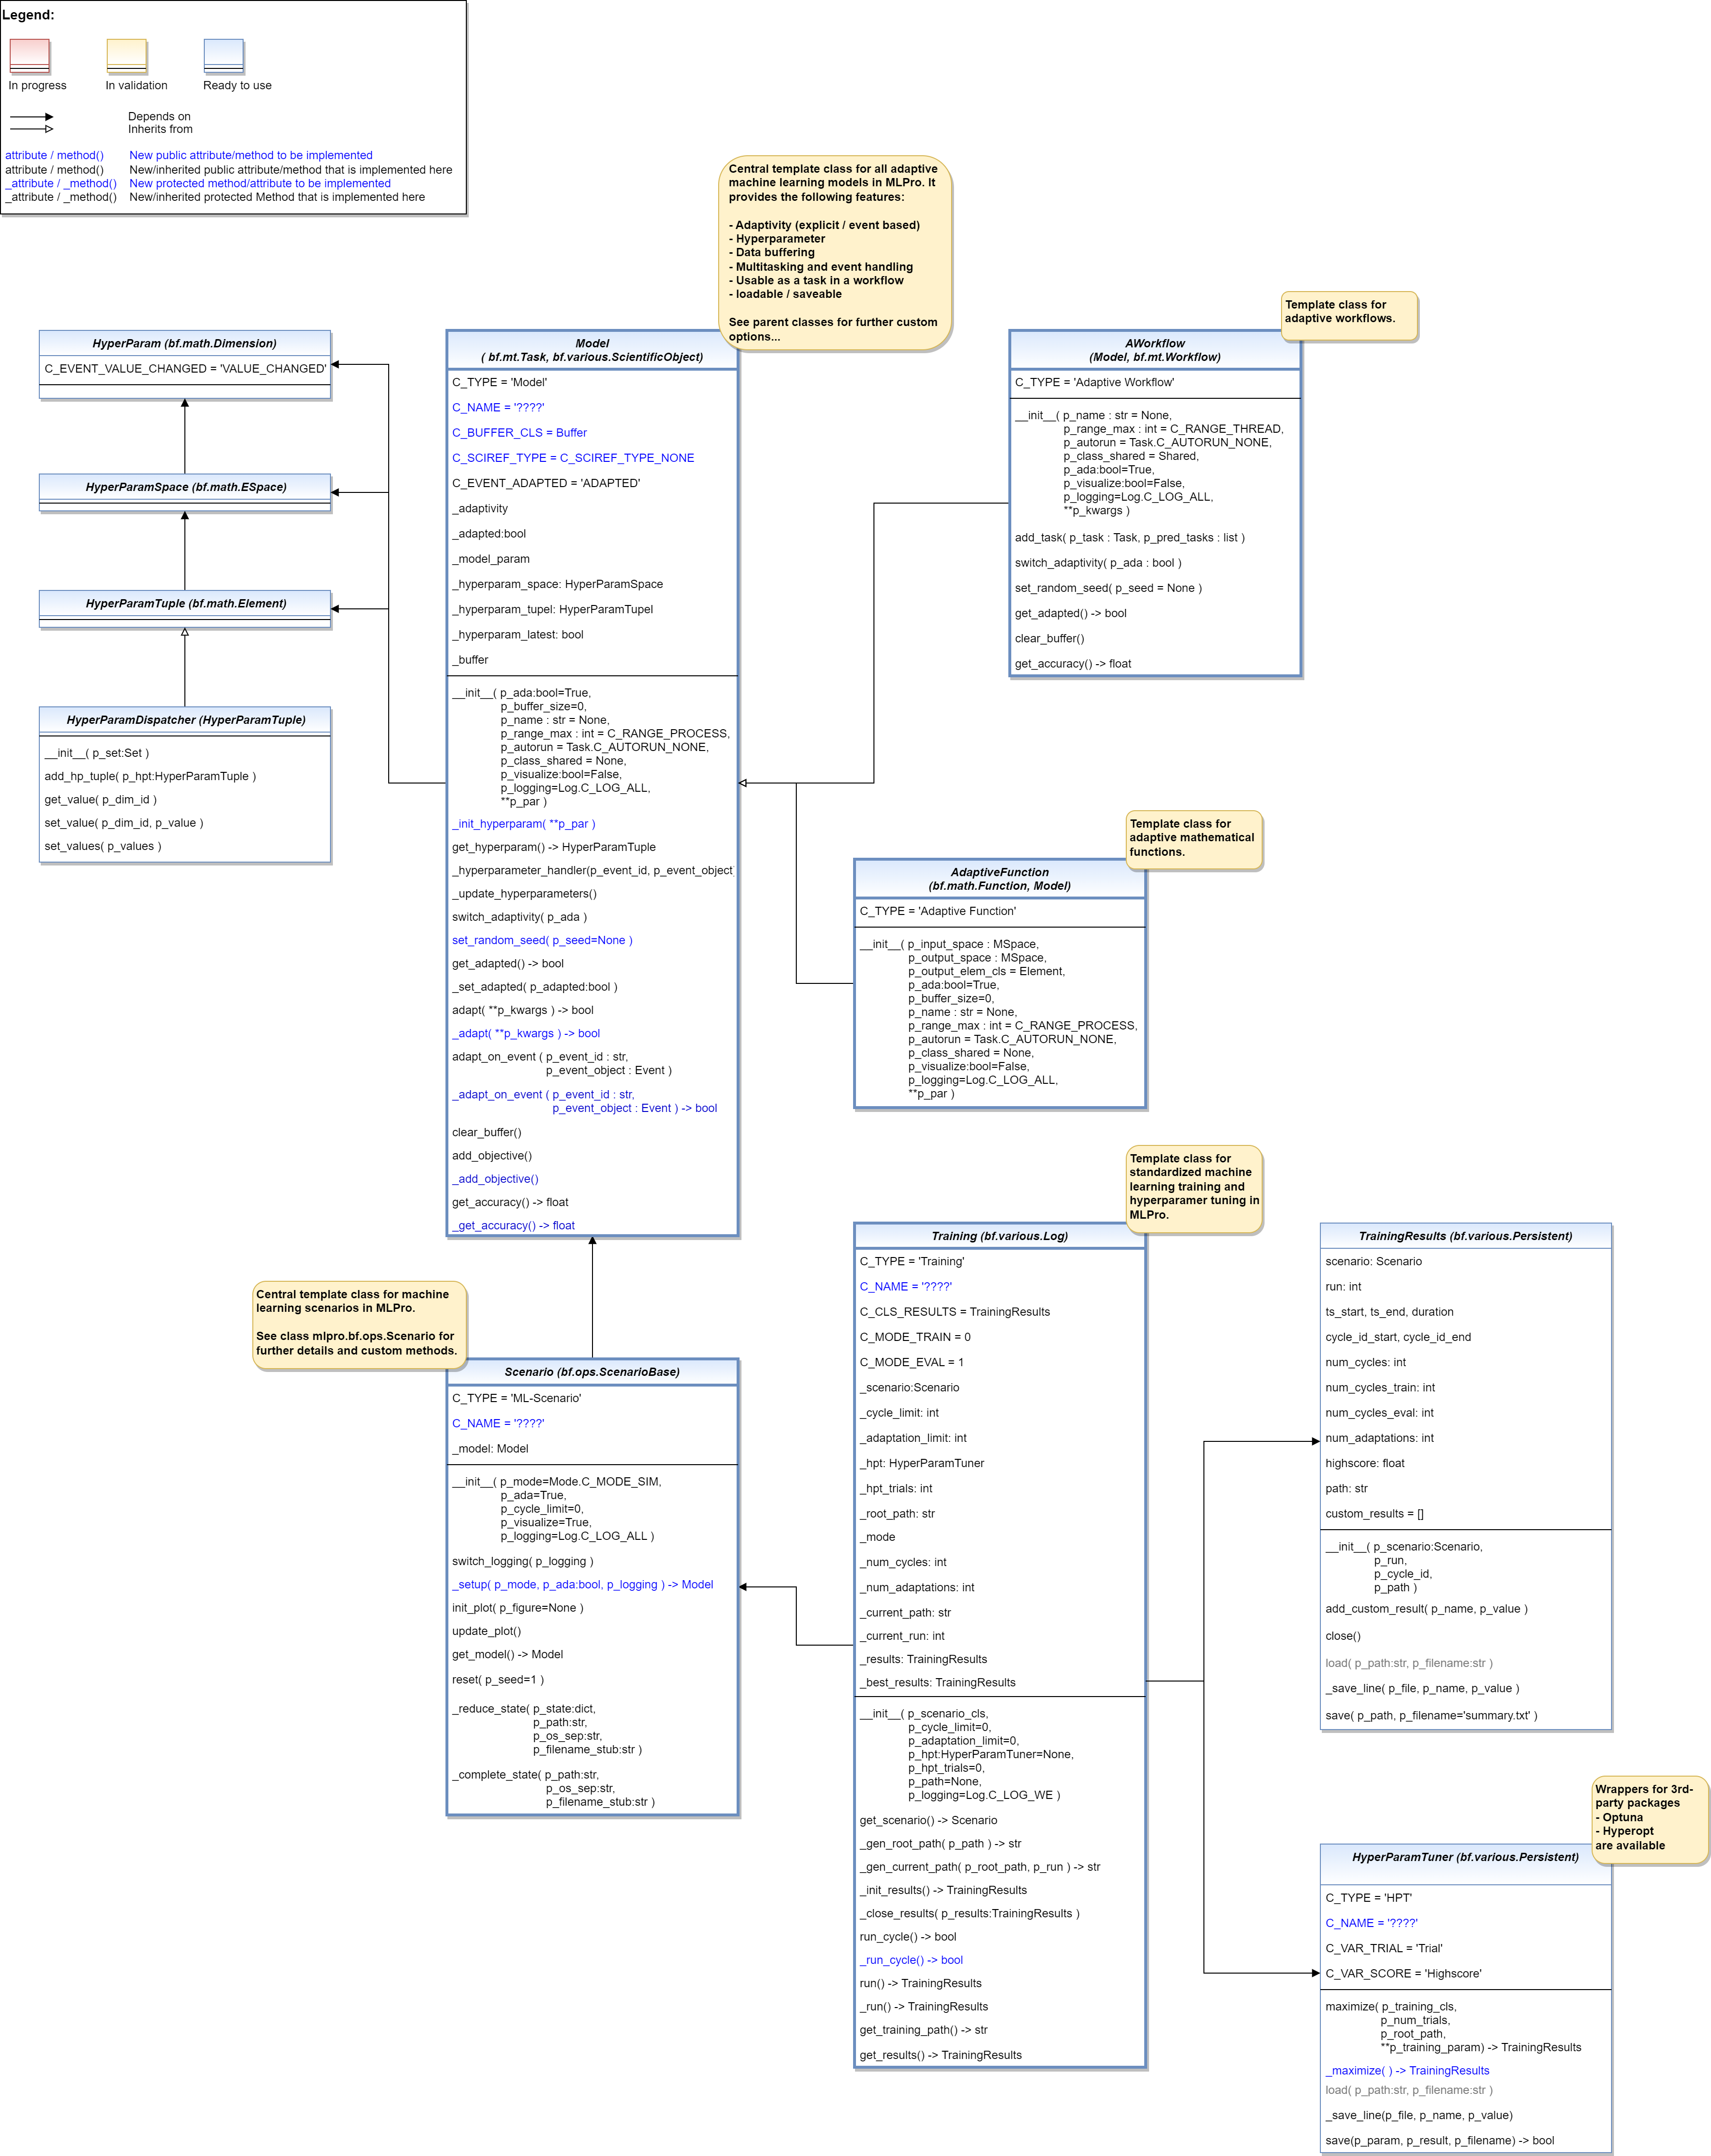 Legend:
In progress
In validation
Ready to use
Depends on
Inherits from
attribute / method() New public attribute/method to be implemented
attribute / method() New/inherited public attribute/method that is implemented here
_attribute / _method() New protected method/attribute to be implemented
_attribute / _method() New/inherited protected Method that is implemented here
Central template class for all adaptive
machine learning models in MLPro. It
provides the following features:
- Adaptivity (explicit / event based)
- Hyperparameter
- Data buffering
- Multitasking and event handling
- Usable as a task in a workflow
- loadable / saveable
See parent classes for further custom
options...
HyperParam (bf.math.Dimension)
C_EVENT_VALUE_CHANGED = 'VALUE_CHANGED'
HyperParamSpace (bf.math.ESpace)
HyperParamTuple (bf.math.Element)
HyperParamDispatcher (HyperParamTuple)
__init__( p_set:Set )
add_hp_tuple( p_hpt:HyperParamTuple )
get_value( p_dim_id )
set_value( p_dim_id, p_value )
set_values( p_values )
Model
( bf.mt.Task, bf.various.ScientificObject)
C_TYPE = 'Model'
C_NAME = '????'
C_BUFFER_CLS = Buffer
C_SCIREF_TYPE = C_SCIREF_TYPE_NONE
C_EVENT_ADAPTED = 'ADAPTED'
_adaptivity
_adapted:bool
_model_param
_hyperparam_space: HyperParamSpace
_hyperparam_tupel: HyperParamTupel
_hyperparam_latest: bool
_buffer
__init__( p_ada:bool=True,
p_buffer_size=0,
p_name : str = None,
p_range_max : int = C_RANGE_PROCESS,
p_autorun = Task.C_AUTORUN_NONE,
p_class_shared = None,
p_visualize:bool=False,
p_logging=Log.C_LOG_ALL,
**p_par )
_init_hyperparam( **p_par )
get_hyperparam() -> HyperParamTuple
_hyperparameter_handler(p_event_id, p_event_object)
_update_hyperparameters()
switch_adaptivity( p_ada )
set_random_seed( p_seed=None )
get_adapted() -> bool
_set_adapted( p_adapted:bool )
adapt( **p_kwargs ) -> bool
_adapt( **p_kwargs ) -> bool
adapt_on_event ( p_event_id : str,
p_event_object : Event )
_adapt_on_event ( p_event_id : str,
p_event_object : Event ) -> bool
clear_buffer()
add_objective()
_add_objective()
get_accuracy() -> float
_get_accuracy() -> float
Template class for
adaptive workflows.
AWorkflow
(Model, bf.mt.Workflow)
C_TYPE = 'Adaptive Workflow'
__init__( p_name : str = None,
p_range_max : int = C_RANGE_THREAD,
p_autorun = Task.C_AUTORUN_NONE,
p_class_shared = Shared,
p_ada:bool=True,
p_visualize:bool=False,
p_logging=Log.C_LOG_ALL,
**p_kwargs )
add_task( p_task : Task, p_pred_tasks : list )
switch_adaptivity( p_ada : bool )
set_random_seed( p_seed = None )
get_adapted() -> bool
clear_buffer()
get_accuracy() -> float
Template class for
adaptive mathematical
functions.
AdaptiveFunction
(bf.math.Function, Model)
C_TYPE = 'Adaptive Function'
__init__( p_input_space : MSpace,
p_output_space : MSpace,
p_output_elem_cls = Element,
p_ada:bool=True,
p_buffer_size=0,
p_name : str = None,
p_range_max : int = C_RANGE_PROCESS,
p_autorun = Task.C_AUTORUN_NONE,
p_class_shared = None,
p_visualize:bool=False,
p_logging=Log.C_LOG_ALL,
**p_par )
Central template class for machine
learning scenarios in MLPro.
See class mlpro.bf.ops.Scenario for
further details and custom methods.
Scenario (bf.ops.ScenarioBase)
C_TYPE = 'ML-Scenario'
C_NAME = '????'
_model: Model
__init__( p_mode=Mode.C_MODE_SIM,
p_ada=True,
p_cycle_limit=0,
p_visualize=True,
p_logging=Log.C_LOG_ALL )
switch_logging( p_logging )
_setup( p_mode, p_ada:bool, p_logging ) -> Model
init_plot( p_figure=None )
update_plot()
get_model() -> Model
reset( p_seed=1 )
_reduce_state( p_state:dict,
p_path:str,
p_os_sep:str,
p_filename_stub:str )
_complete_state( p_path:str,
p_os_sep:str,
p_filename_stub:str )
Template class for
standardized machine
learning training and
hyperparamer tuning in
MLPro.
Training (bf.various.Log)
C_TYPE = 'Training'
C_NAME = '????'
C_CLS_RESULTS = TrainingResults
C_MODE_TRAIN = 0
C_MODE_EVAL = 1
_scenario:Scenario
_cycle_limit: int
_adaptation_limit: int
_hpt: HyperParamTuner
_hpt_trials: int
_root_path: str
_mode
_num_cycles: int
_num_adaptations: int
_current_path: str
_current_run: int
_results: TrainingResults
_best_results: TrainingResults
__init__( p_scenario_cls,
p_cycle_limit=0,
p_adaptation_limit=0,
p_hpt:HyperParamTuner=None,
p_hpt_trials=0,
p_path=None,
p_logging=Log.C_LOG_WE )
get_scenario() -> Scenario
_gen_root_path( p_path ) -> str
_gen_current_path( p_root_path, p_run ) -> str
_init_results() -> TrainingResults
_close_results( p_results:TrainingResults )
run_cycle() -> bool
_run_cycle() -> bool
run() -> TrainingResults
_run() -> TrainingResults
get_training_path() -> str
get_results() -> TrainingResults
TrainingResults (bf.various.Persistent)
scenario: Scenario
run: int
ts_start, ts_end, duration
cycle_id_start, cycle_id_end
num_cycles: int
num_cycles_train: int
num_cycles_eval: int
num_adaptations: int
highscore: float
path: str
custom_results = []
__init__( p_scenario:Scenario,
p_run,
p_cycle_id,
p_path )
add_custom_result( p_name, p_value )
close()
load( p_path:str, p_filename:str )
_save_line( p_file, p_name, p_value )
save( p_path, p_filename='summary.txt' )
Wrappers for 3rd-
party packages
- Optuna
- Hyperopt
are available
HyperParamTuner (bf.various.Persistent)
C_TYPE = 'HPT'
C_NAME = '????'
C_VAR_TRIAL = 'Trial'
C_VAR_SCORE = 'Highscore'
maximize( p_training_cls,
p_num_trials,
p_root_path,
**p_training_param) -> TrainingResults
_maximize( ) -> TrainingResults
load( p_path:str, p_filename:str )
_save_line(p_file, p_name, p_value)
save(p_param, p_result, p_filename) -> bool